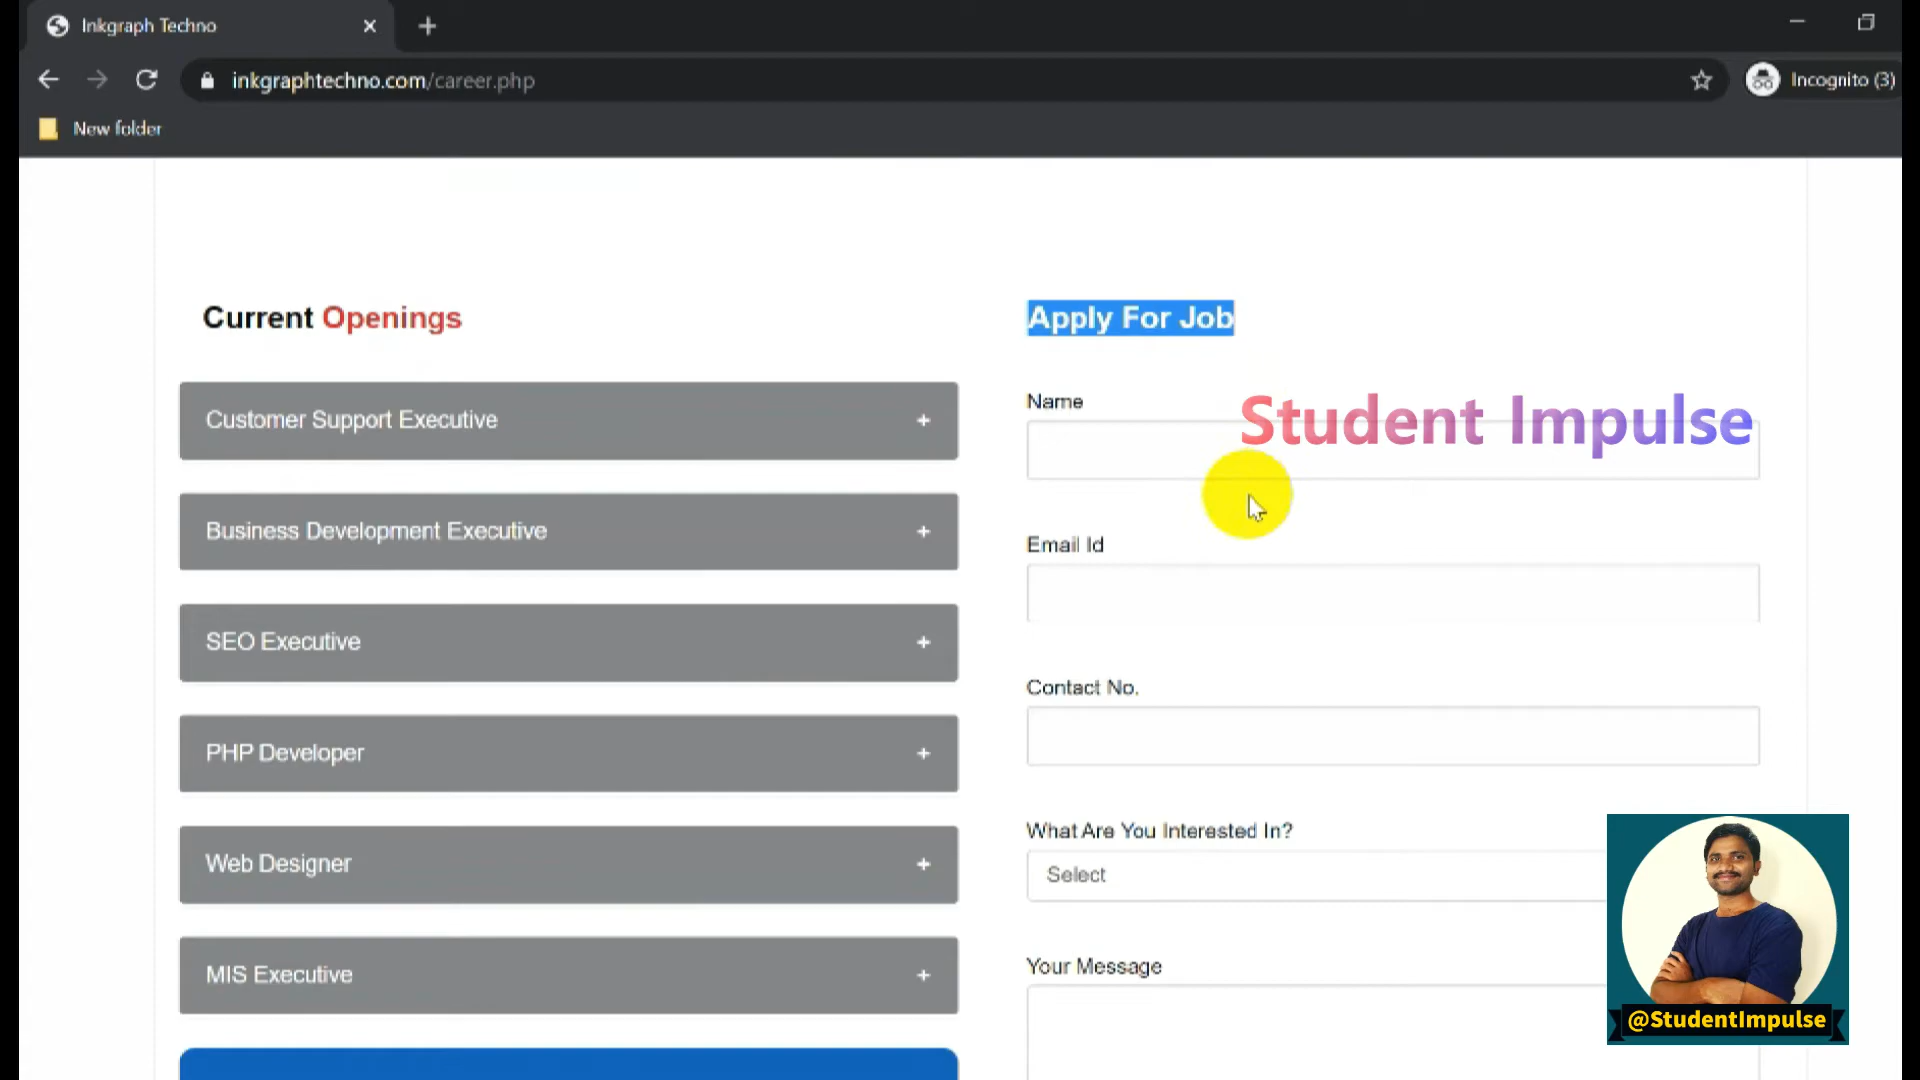 Inkgraph Techno
inkgraphtechno.com/career.php
Incognito (3)
New folder
Current Openings
Customer Support Executive
Business Development Executive
SEO Executive
PHP Developer
Web Designer
MIS Executive
Apply For Job
Name
Student Impulse
Email Id
Contact No.
What Are You Interested In?
Select
Your Message
@StudentImpulse